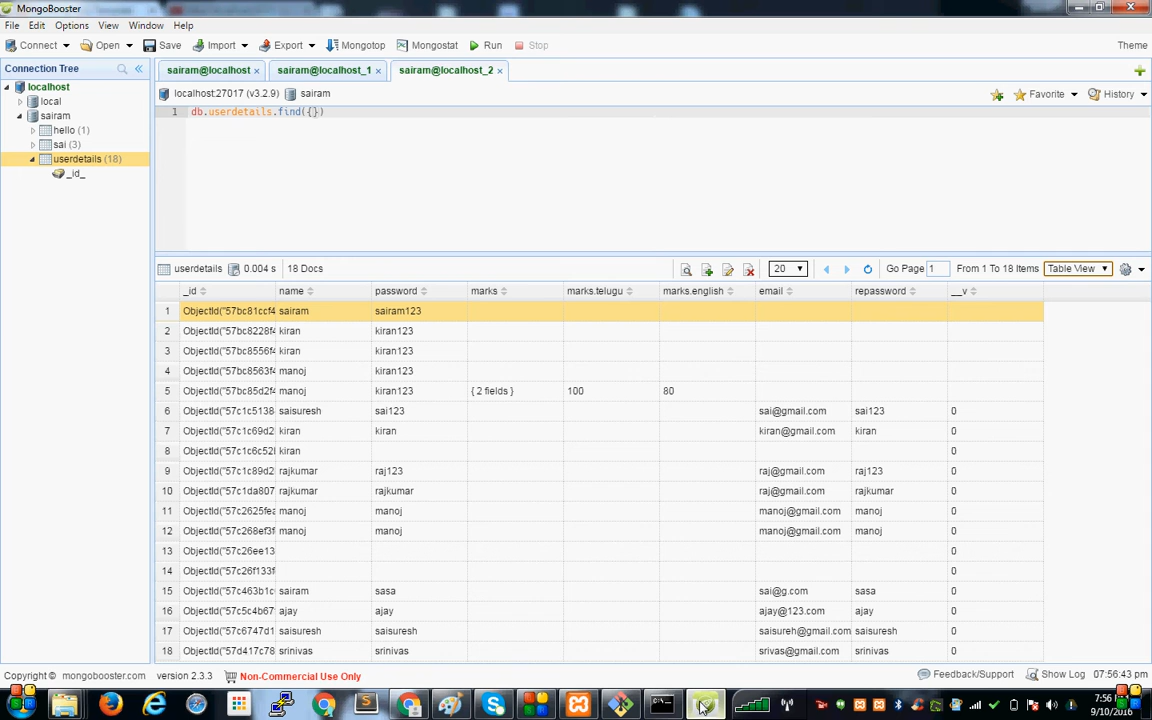 MongoBooster
File Edit Options View Window Help
Connect Open Save Import Export Mongotop Mongostat Run Stop Theme
Connection Tree
localhost
local
sairam
hello (1)
sai (3)
userdetails (18)
_id_
sairam@localhost × sairam@localhost_1 × sairam@localhost_2 ×
localhost:27017 (v3.2.9) sairam Favorite History
1 db.userdetails.find({})
userdetails 0.004 s 18 Docs 20 Go Page 1 From 1 To 18 Items Table View
_id name password marks marks.telugu marks.english email repassword __v
1 ObjectId("57bc81ccf4 sairam sairam123
2 ObjectId("57bc8228f4 kiran kiran123
3 ObjectId("57bc8556f4 kiran kiran123
4 ObjectId("57bc8563f4 manoj kiran123
5 ObjectId("57bc85d2f4 manoj kiran123 { 2 fields } 100 80
6 ObjectId("57c1c5138 saisuresh sai123 sai@gmail.com sai123 0
7 ObjectId("57c1c69d2 kiran kiran kiran@gmail.com kiran 0
8 ObjectId("57c1c6c52 kiran 0
9 ObjectId("57c1c89d2 rajkumar raj123 raj@gmail.com raj123 0
10 ObjectId("57c1da807 rajkumar rajkumar raj@gmail.com rajkumar 0
11 ObjectId("57c2625fea manoj manoj manoj@gmail.com manoj 0
12 ObjectId("57c268ef3f manoj manoj manoj@gmail.com manoj 0
13 ObjectId("57c26ee13 0
14 ObjectId("57c26f133f 0
15 ObjectId("57c463b1c sairam sasa sai@g.com sasa 0
16 ObjectId("57c5c4b67 ajay ajay ajay@123.com ajay 0
17 ObjectId("57c6747d1 saisuresh saisuresh saisureh@gmail.com saisuresh 0
18 ObjectId("57d417c78 srinivas srinivas srivas@gmail.com srinivas 0
Copyright © mongobooster.com version 2.3.3 Non-Commercial Use Only Feedback/Support Show Log 07:56:43 pm
7:56
9/10/2016